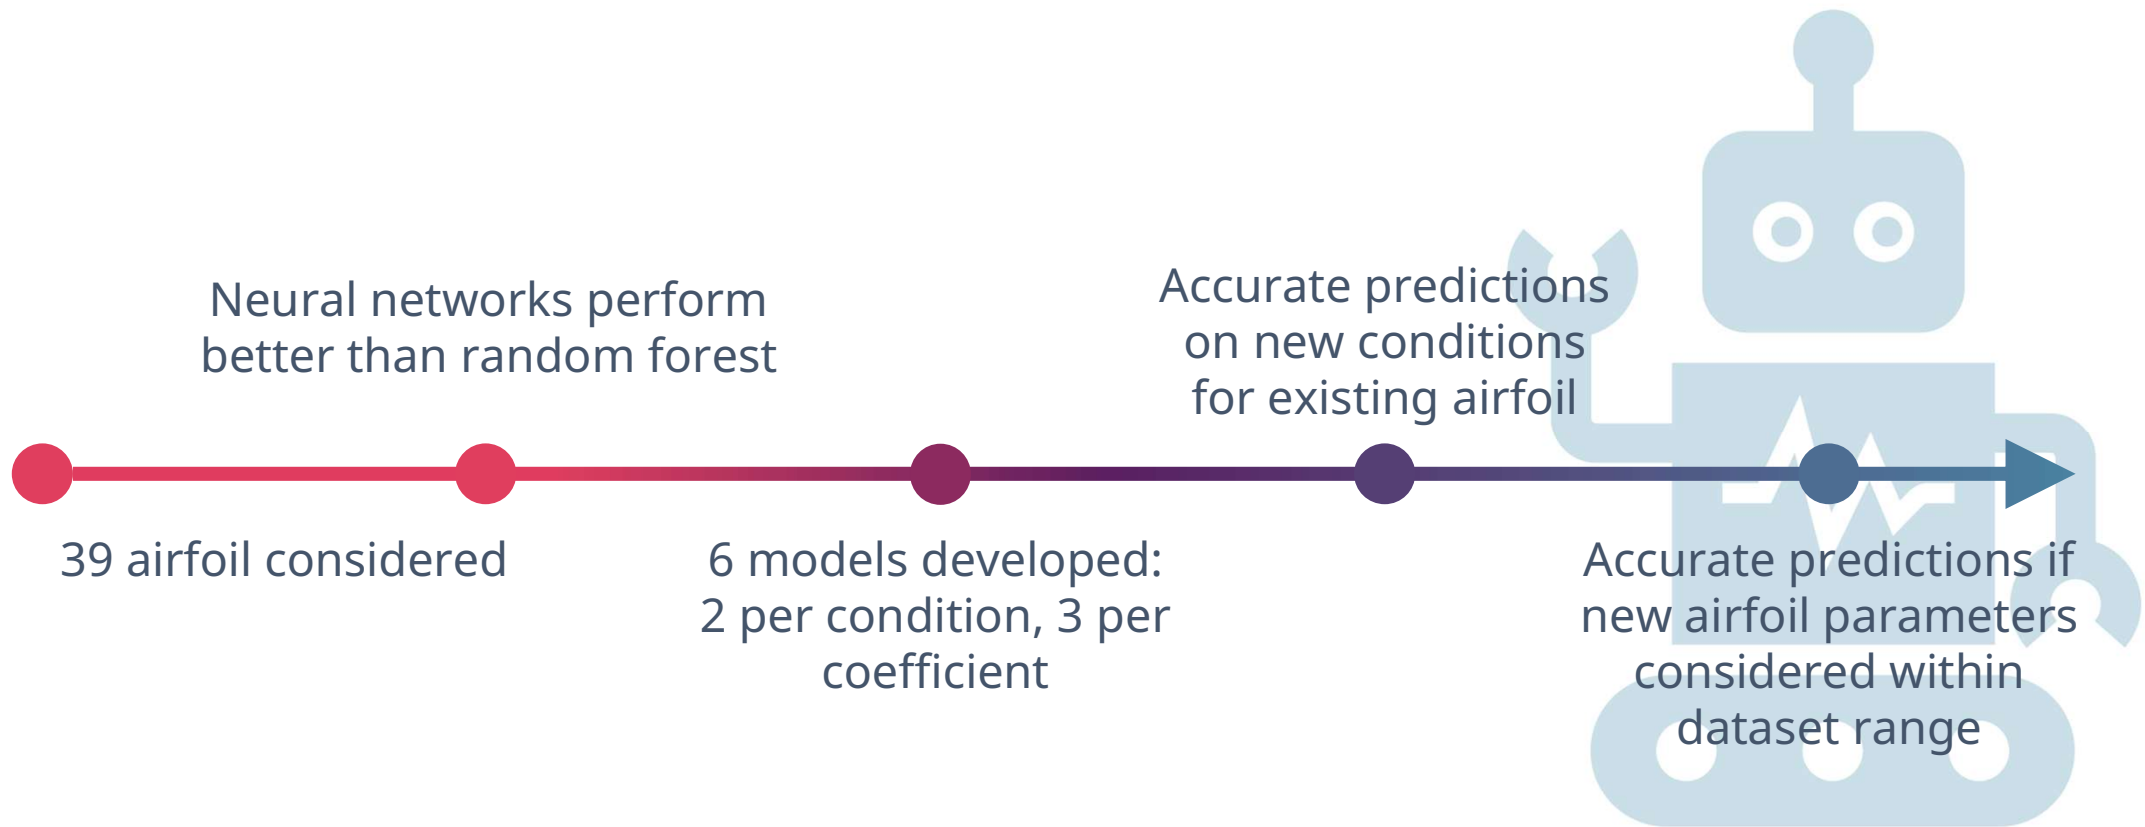 39 airfoil considered
Neural networks perform
better than random forest
6 models developed:
2 per condition, 3 per
coefficient
Accurate predictions
on new conditions
for existing airfoil
Accurate predictions if
new airfoil parameters
considered within
dataset range